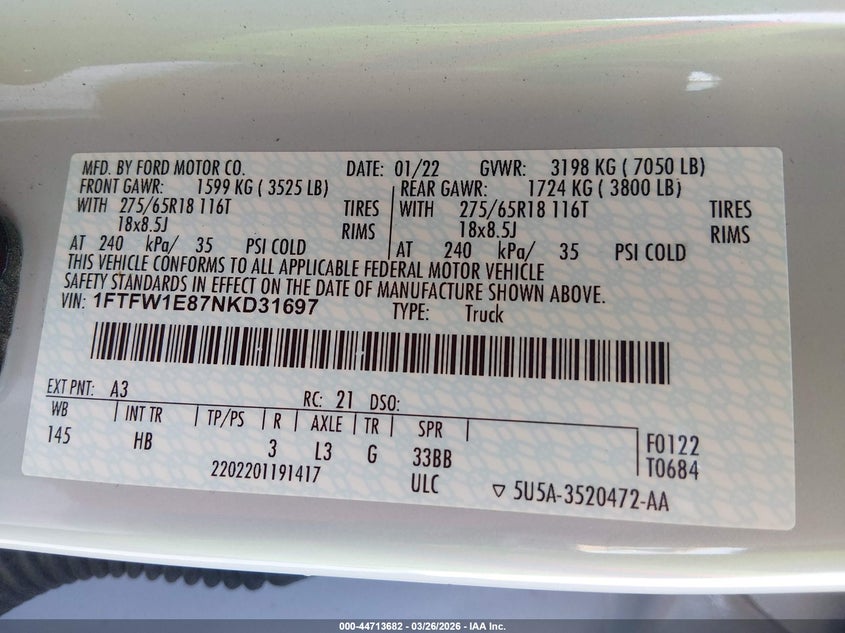 MFD. BY FORD MOTOR CO. DATE: 01/22 GVWR: 3198 KG ( 7050 LB)
FRONT GAWR: 1599 KG ( 3525 LB) REAR GAWR: 1724 KG ( 3800 LB)
WITH 275/65R18 116T TIRES WITH 275/65R18 116T TIRES
18x8.5J RIMS 18x8.5J RIMS
AT 240 kPa/ 35 PSI COLD AT 240 kPa/ 35 PSI COLD
THIS VEHICLE CONFORMS TO ALL APPLICABLE FEDERAL MOTOR VEHICLE
SAFETY STANDARDS IN EFFECT ON THE DATE OF MANUFACTURE SHOWN ABOVE.
VIN: 1FTFW1E87NKD31697 TYPE: Truck
EXT PNT: A3 RC: 21 DSO:
WB INT TR TP/PS R AXLE TR SPR
145 HB 3 L3 G 33BB F0122
2202201191417 ULC T0684
▽ 5U5A-3520472-AA
000-44713682 - 03/26/2026 - IAA Inc.